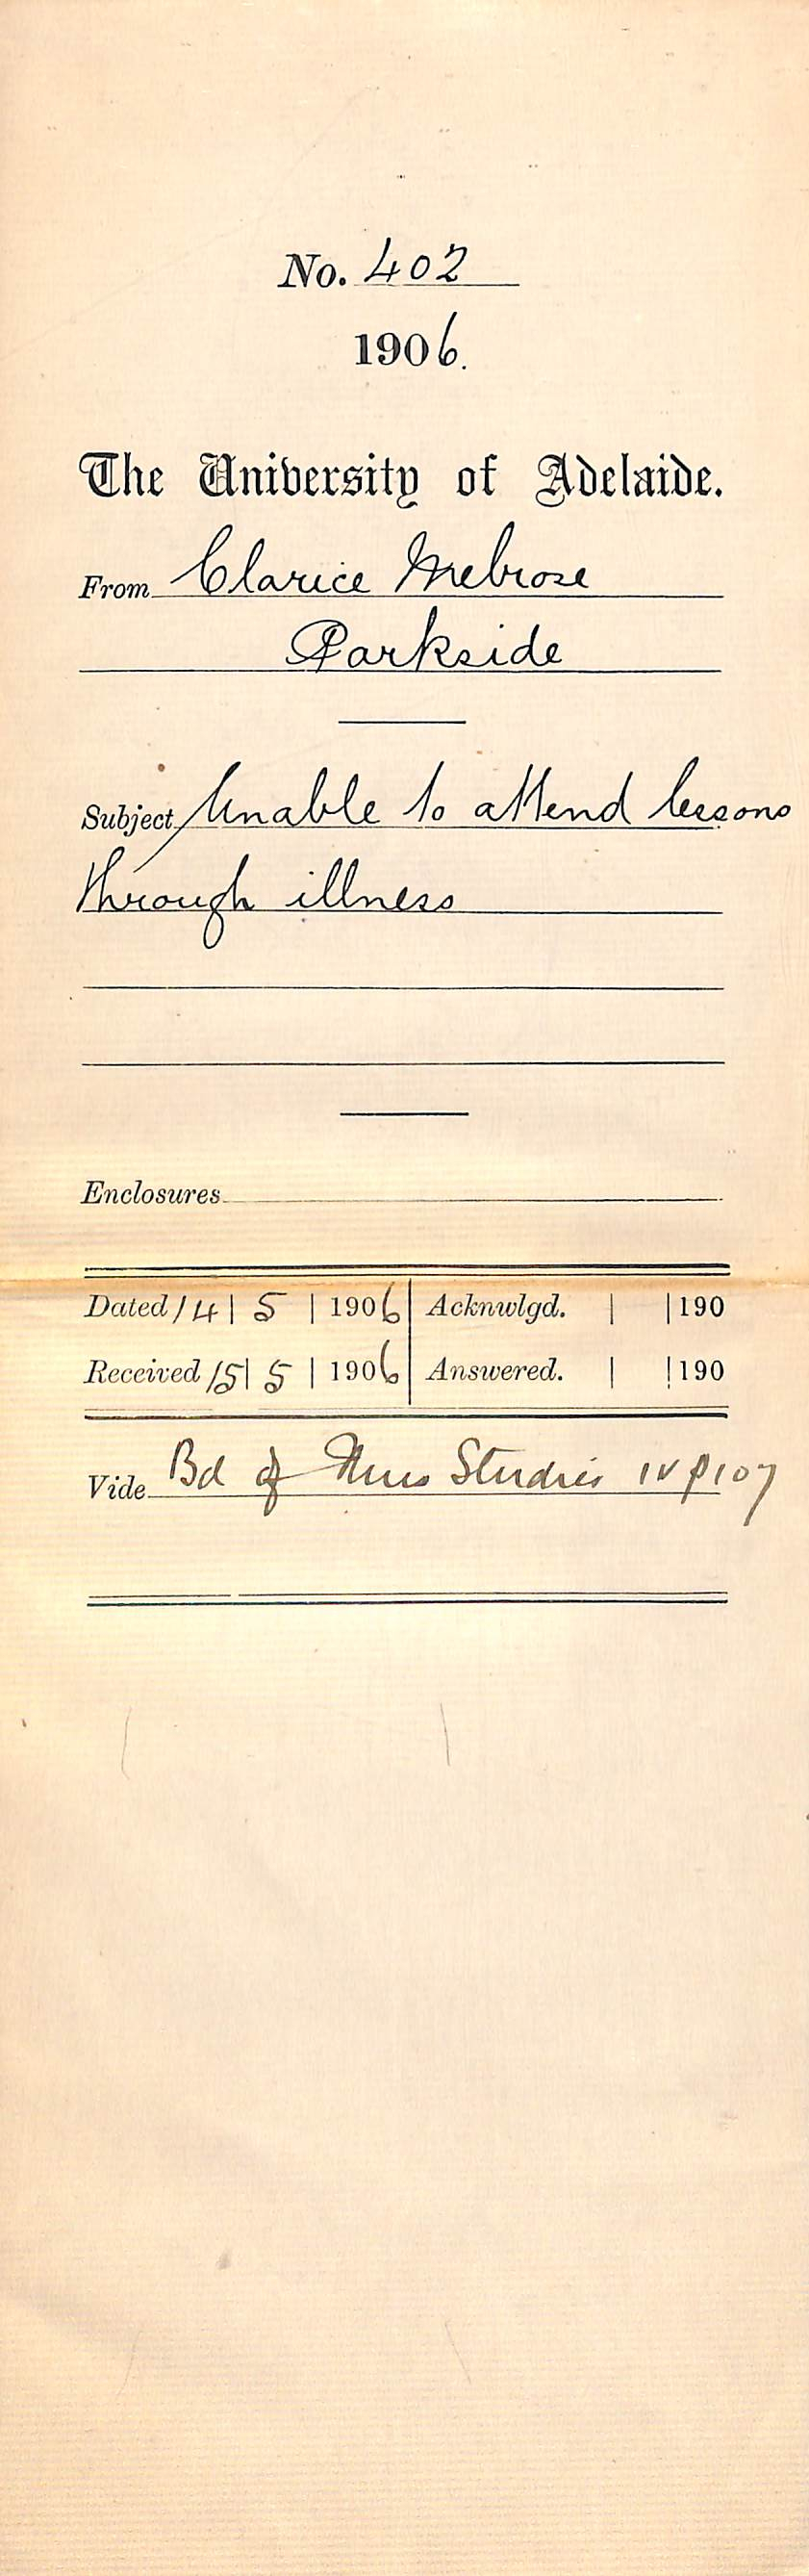 No. 402
1906.
The University of Adelaide.
From Clarice Melrose
Parkside
Subject Unable to attend lessons
through illness
Enclosures
Dated 14 | 5 | 1906 Acknwlgd. | | 190
Received 15 | 5 | 1906 Answered. | | 190
Vide Bd of Mus Studies IV p107